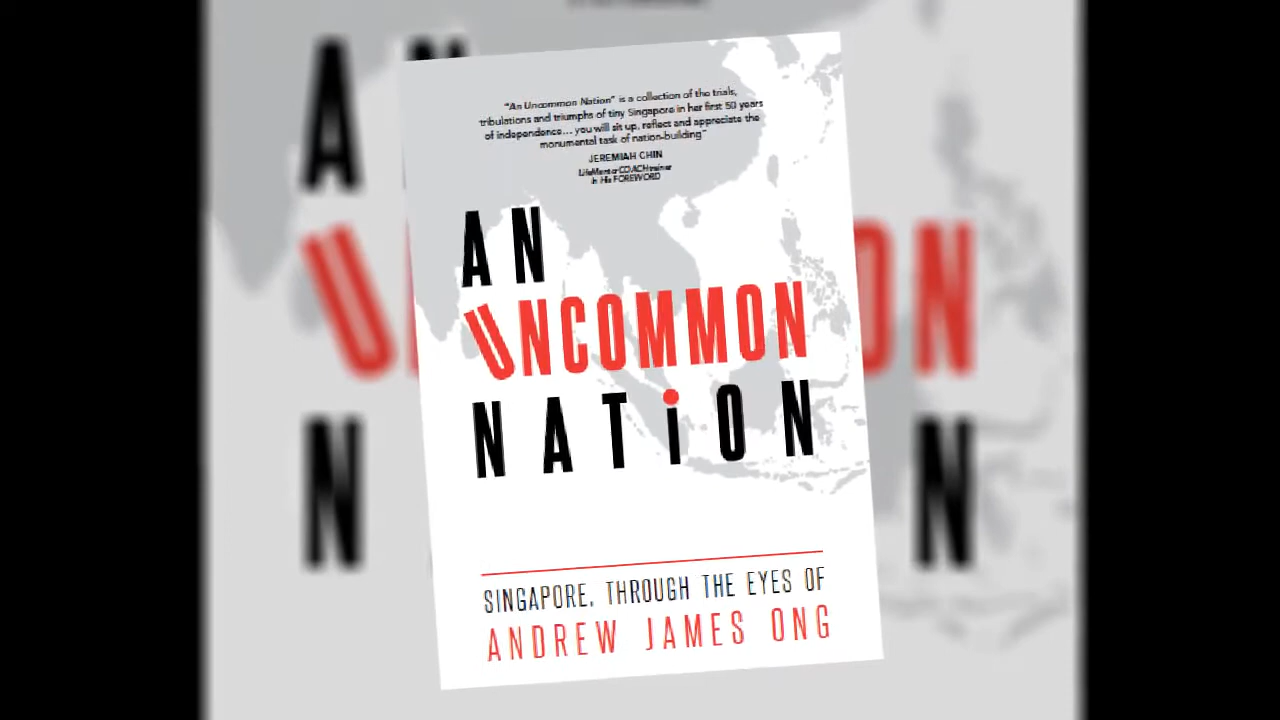 "An Uncommon Nation" is a collection of the trials,
tribulations and triumphs of tiny Singapore in her first 50 years
of independence... you will sit up, reflect and appreciate the
monumental task of nation-building"
JEREMIAH CHIN
LifeMentor COACH trainer
in His FOREWORD
AN
UNCOMMON
NATiON
SINGAPORE, THROUGH THE EYES OF
ANDREW JAMES ONG